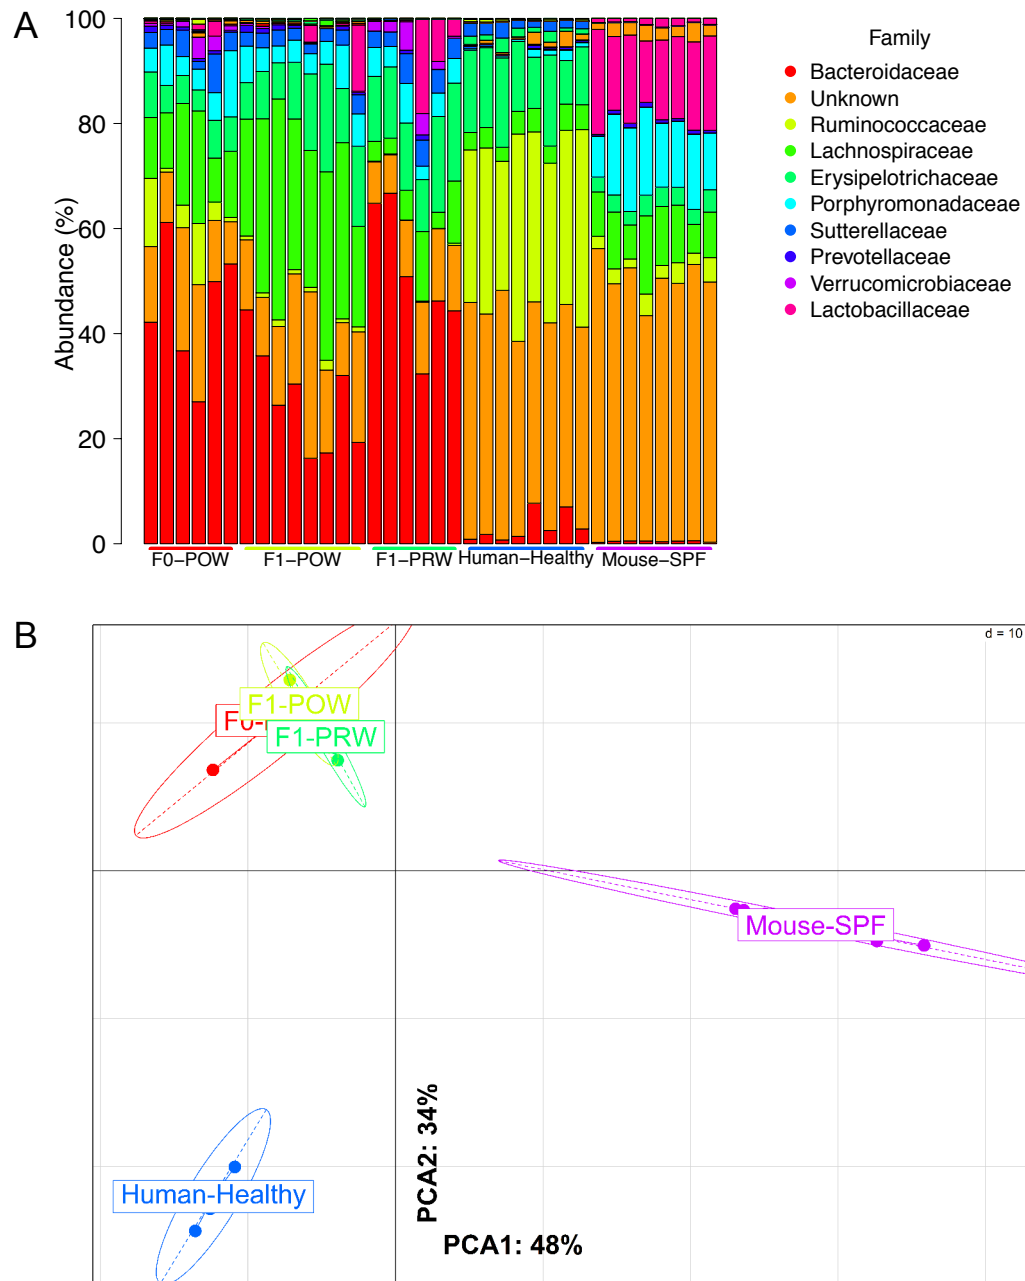 A
100
80
60
40
20
0
Abundance (%)
F0–POW
F1–POW
F1–PRW
Human–Healthy
Mouse–SPF
Family
Bacteroidaceae
Unknown
Ruminococcaceae
Lachnospiraceae
Erysipelotrichaceae
Porphyromonadaceae
Sutterellaceae
Prevotellaceae
Verrucomicrobiaceae
Lactobacillaceae
B
d = 10
F1-POW
F1-PRW
Mouse-SPF
Human-Healthy
PCA2: 34%
PCA1: 48%